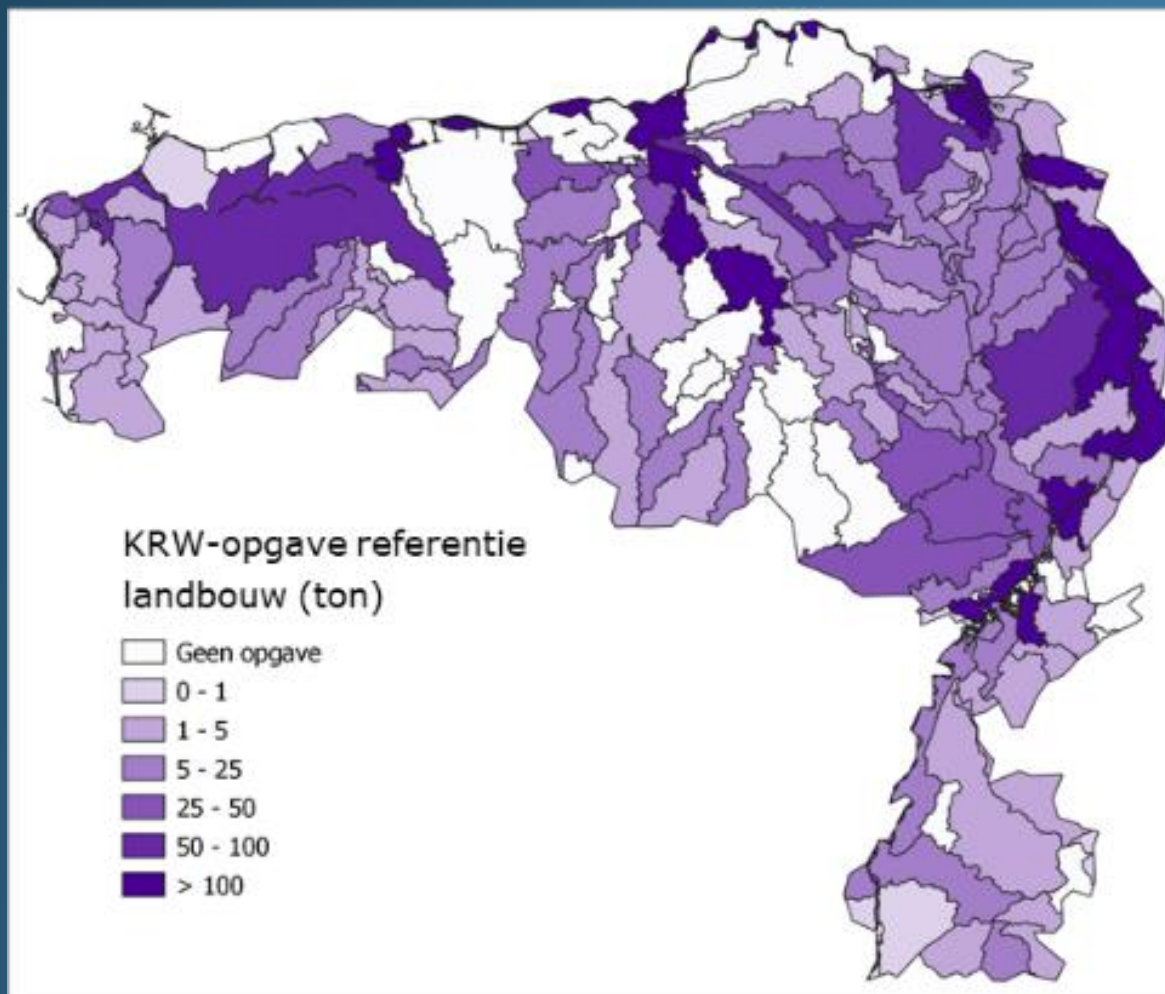 KRW-opgave referentie
landbouw (ton)
Geen opgave
0 - 1
1 - 5
5 - 25
25 - 50
50 - 100
> 100